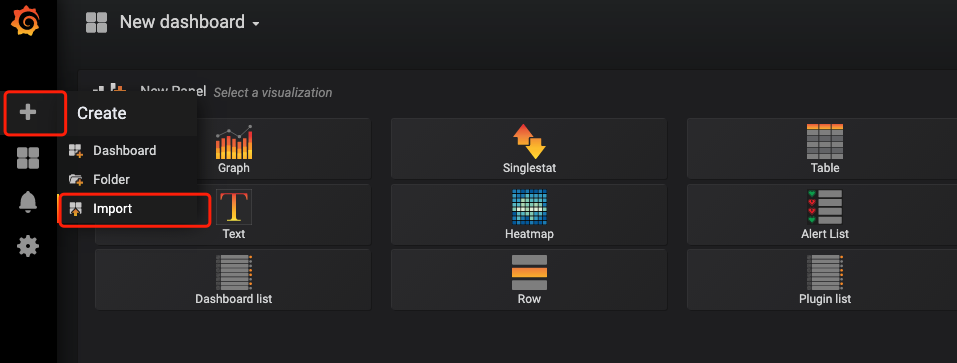 New dashboard
New Panel Select a visualization
Create
Dashboard
Folder
Import
Graph
Singlestat
Table
Text
Heatmap
Alert List
Dashboard list
Row
Plugin list